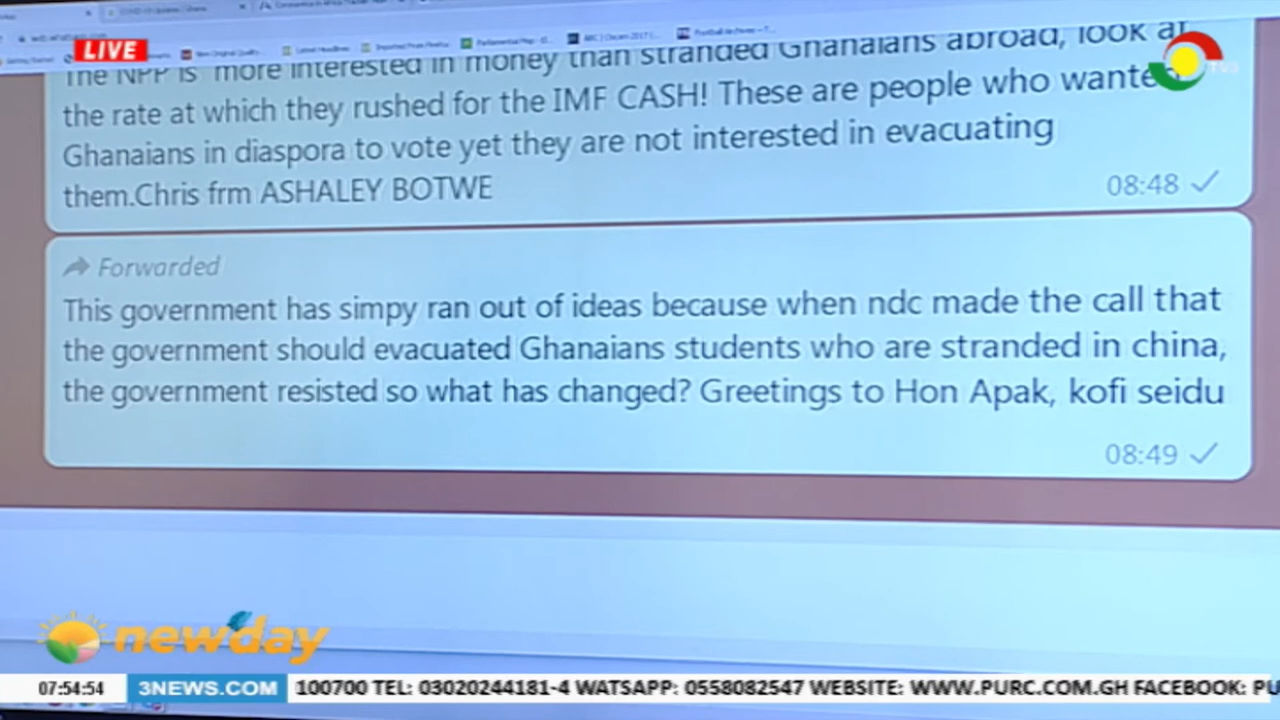 LIVE
The NPP is more interested in money than stranded Ghanaians abroad, look at
the rate at which they rushed for the IMF CASH! These are people who wante
Ghanaians in diaspora to vote yet they are not interested in evacuating
them.Chris frm ASHALEY BOTWE
08:48
Forwarded
This government has simpy ran out of ideas because when ndc made the call that
the government should evacuated Ghanaians students who are stranded in china,
the government resisted so what has changed? Greetings to Hon Apak, kofi seidu
08:49
newday
07:54:54
3NEWS.COM
100700 TEL: 03020244181-4 WATSAPP: 0558082547 WEBSITE: WWW.PURC.COM.GH FACEBOOK: PU